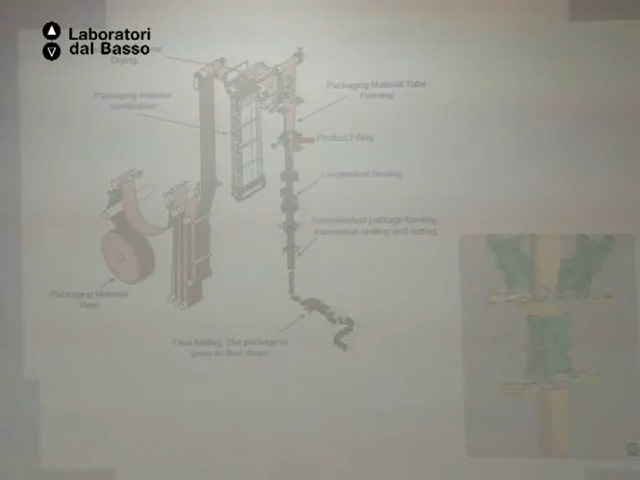 Laboratori
dal Basso
Drying.
Packaging Material
sterilization
Packaging Material Tube
Forming
Product Filling
Longitudinal Sealing
package forming,
transversal sealing and cutting
Packaging Material
Reel
Final folding: The package is
given its final shape